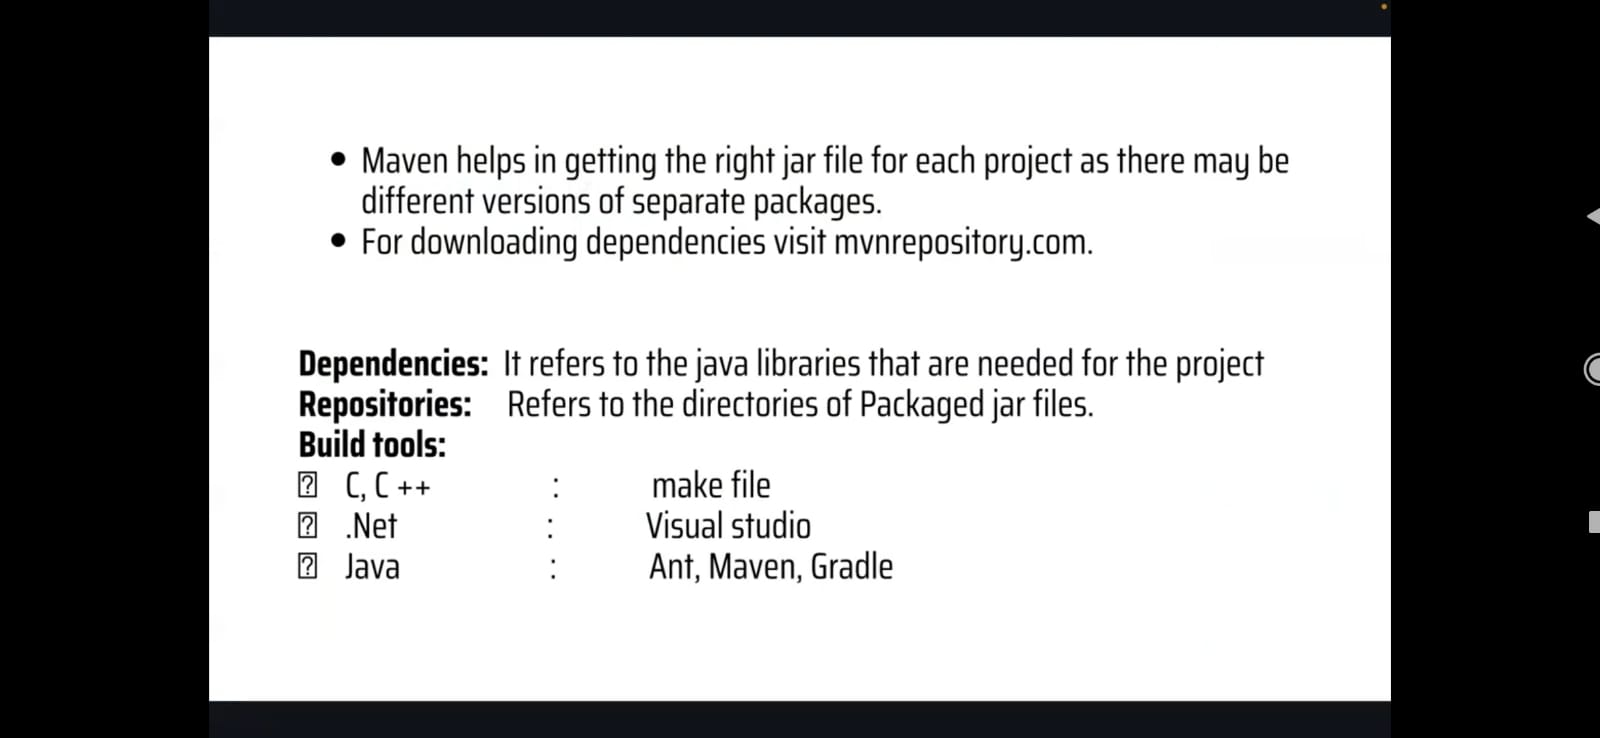 • Maven helps in getting the right jar file for each project as there may be
different versions of separate packages.
• For downloading dependencies visit mvnrepository.com.
Dependencies: It refers to the java libraries that are needed for the project
Repositories: Refers to the directories of Packaged jar files.
Build tools:
⍰ C, C ++ : make file
⍰ .Net : Visual studio
⍰ Java : Ant, Maven, Gradle